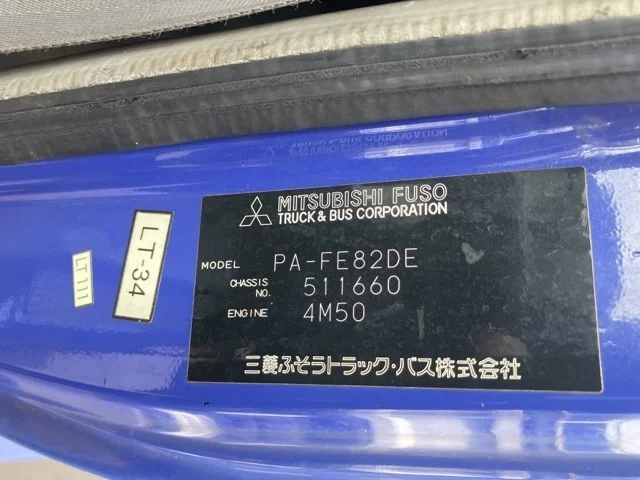 MITSUBISHI FUSO
TRUCK & BUS CORPORATION
MODEL PA-FE82DE
CHASSIS NO. 511660
ENGINE 4M50
三菱ふそうトラック・バス株式会社
LT-34
LT111